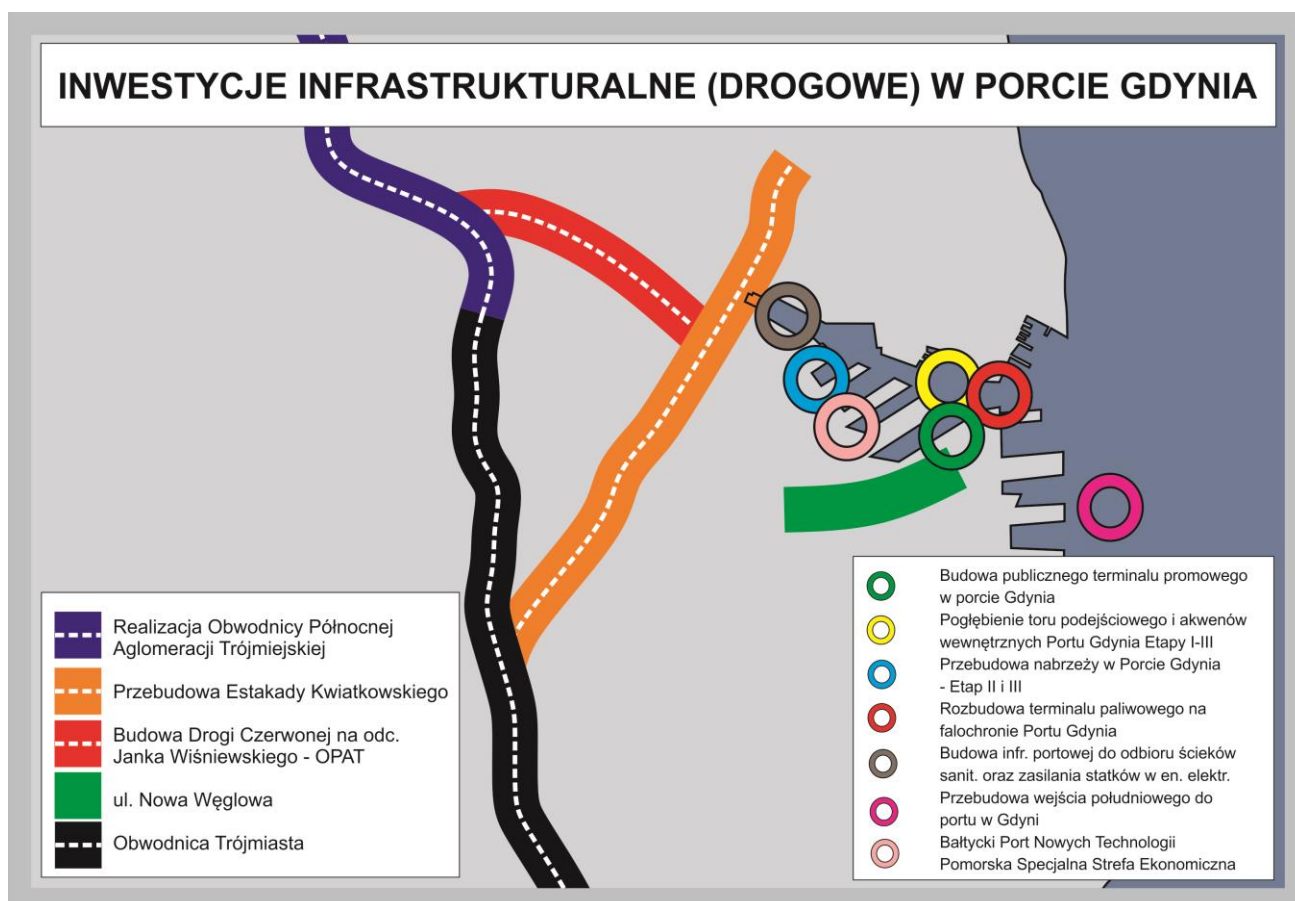 INWESTYCJE INFRASTRUKTURALNE (DROGOWE) W PORCIE GDYNIA
Realizacja Obwodnicy Północnej
Aglomeracji Trójmiejskiej
Przebudowa Estakady Kwiatkowskiego
Budowa Drogi Czerwonej na odc.
Janka Wiśniewskiego - OPAT
ul. Nowa Węglowa
Obwodnica Trójmiasta
Budowa publicznego terminalu promowego
w porcie Gdynia
Pogłębienie toru podejściowego i akwenów
wewnętrznych Portu Gdynia Etapy I-III
Przebudowa nabrzeży w Porcie Gdynia
- Etap II i III
Rozbudowa terminalu paliwowego na
falochronie Portu Gdynia
Budowa infr. portowej do odbioru ścieków
sanit. oraz zasilania statków w en. elektr.
Przebudowa wejścia południowego do
portu w Gdyni
Bałtycki Port Nowych Technologii
Pomorska Specjalna Strefa Ekonomiczna